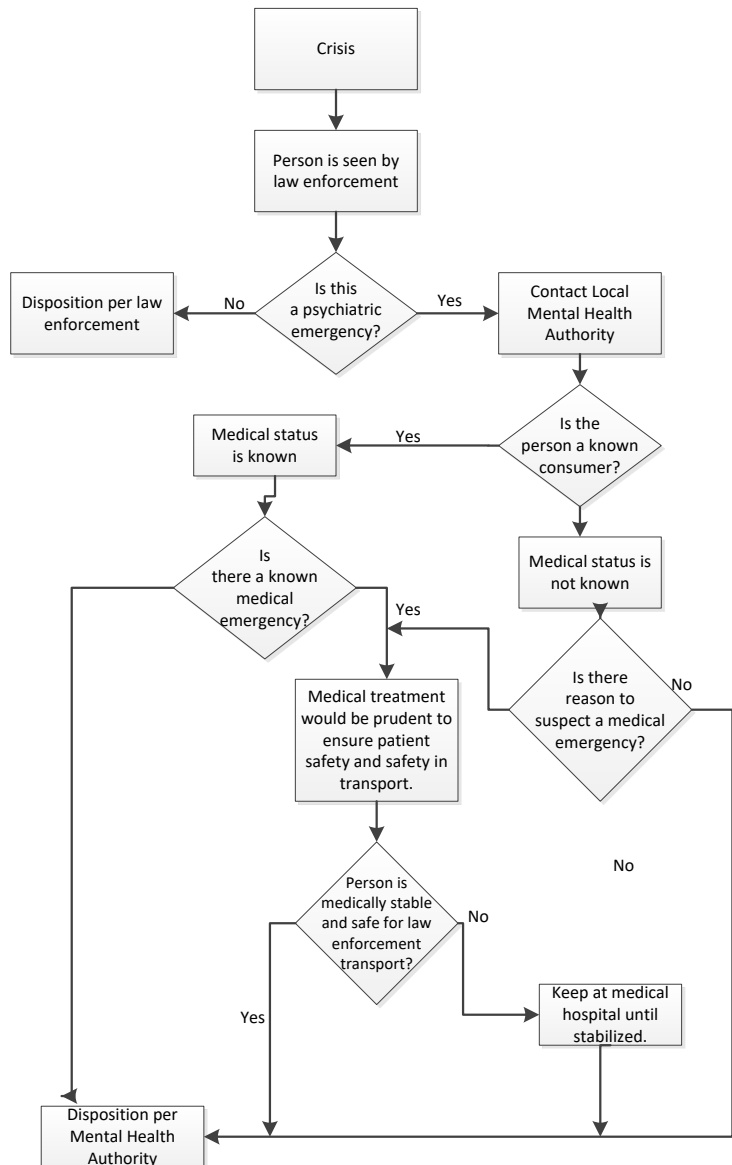 Crisis
Person is seen by
law enforcement
Is this
a psychiatric
emergency?
No
Yes
Disposition per law
enforcement
Contact Local
Mental Health
Authority
Is the
person a known
consumer?
Yes
Medical status
is known
Medical status is
not known
Is
there a known
medical
emergency?
Yes
Is there
reason to
suspect a medical
emergency?
No
Medical treatment
would be prudent to
ensure patient
safety and safety in
transport.
No
Person is
medically stable
and safe for law
enforcement
transport?
No
Yes
Keep at medical
hospital until
stabilized.
Disposition per
Mental Health
Authority